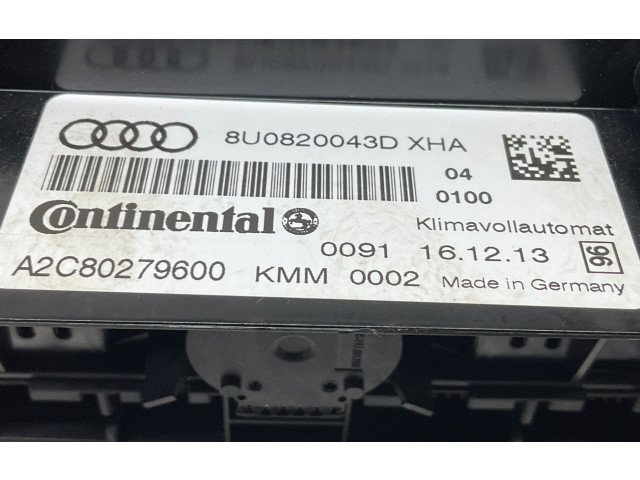 8U0820043D XHA
04
0100
Continental
Klimavollautomat
0091 16.12.13 96
A2C80279600 KMM 0002 Made in Germany